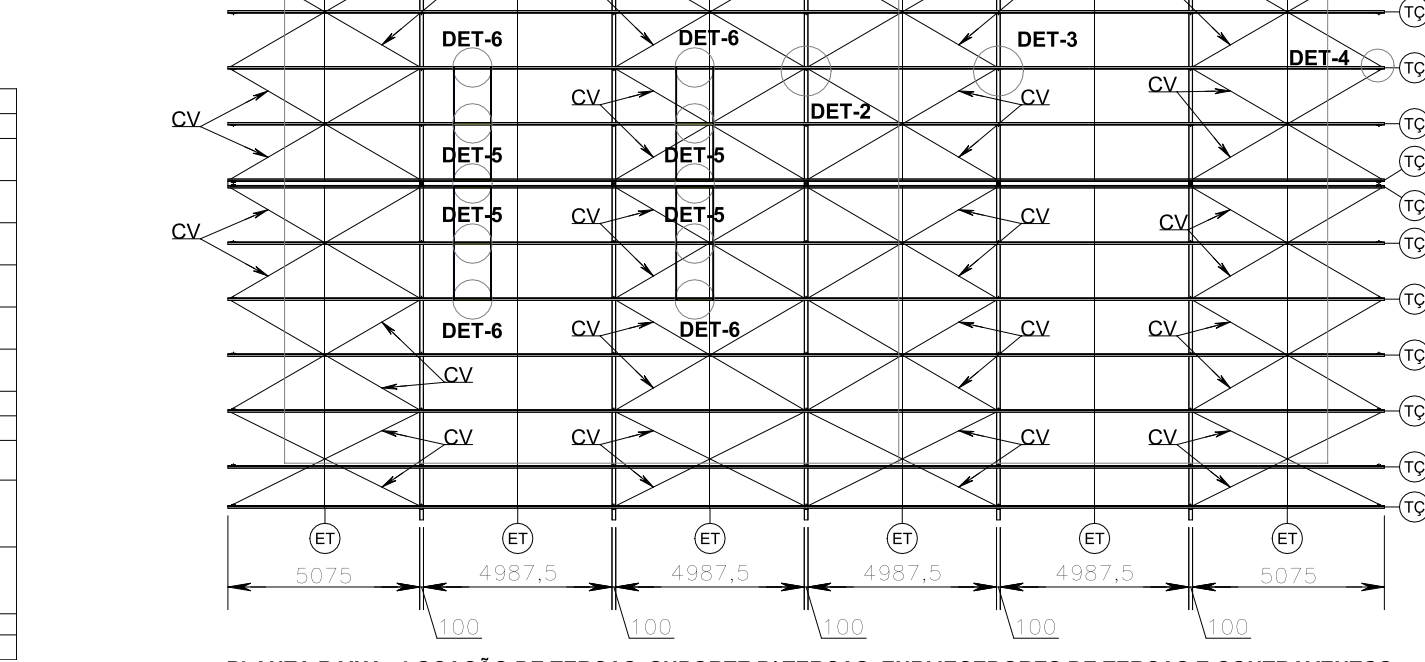 TÇ
DET-6 DET-6 DET-3
DET-4 TÇ
CV CV CV
CV DET-2 TÇ
DET-5 DET-5 TÇ
DET-5 CV DET-5 CV CV TÇ
CV TÇ
TÇ
DET-6 CV DET-6 CV CV
TÇ
CV
TÇ
CV CV CV CV
TÇ
TÇ
ET ET ET ET ET ET
5075 4987,5 4987,5 4987,5 4987,5 5075
100 100 100 100 100